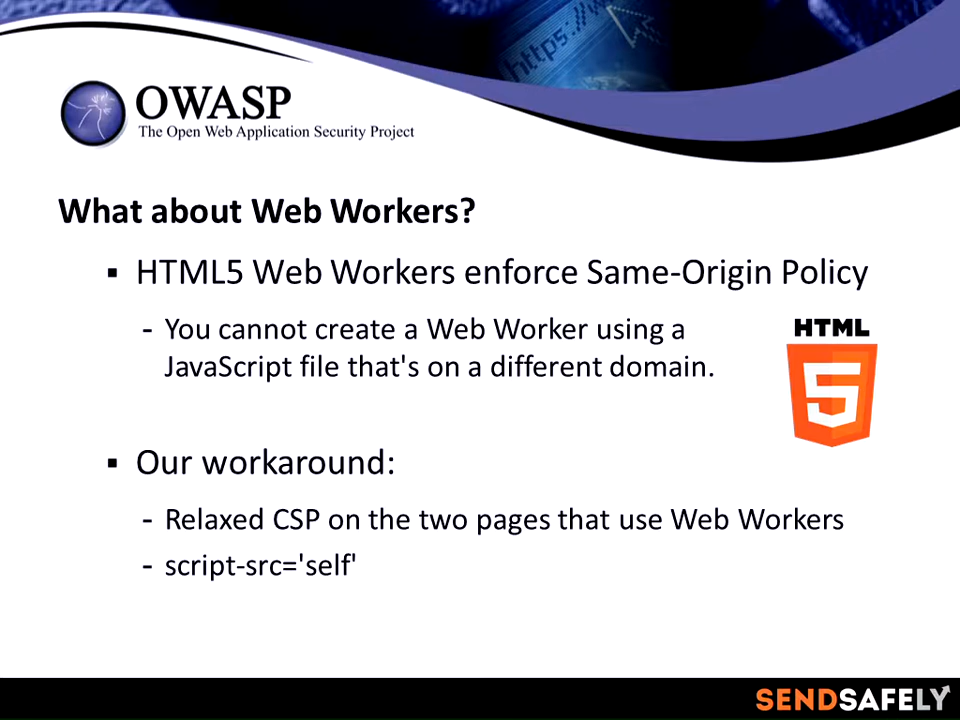 https://w
OWASP
The Open Web Application Security Project
What about Web Workers?
▪ HTML5 Web Workers enforce Same-Origin Policy
- You cannot create a Web Worker using a
JavaScript file that's on a different domain.
HTML
5
▪ Our workaround:
- Relaxed CSP on the two pages that use Web Workers
- script-src='self'
SENDSAFELY